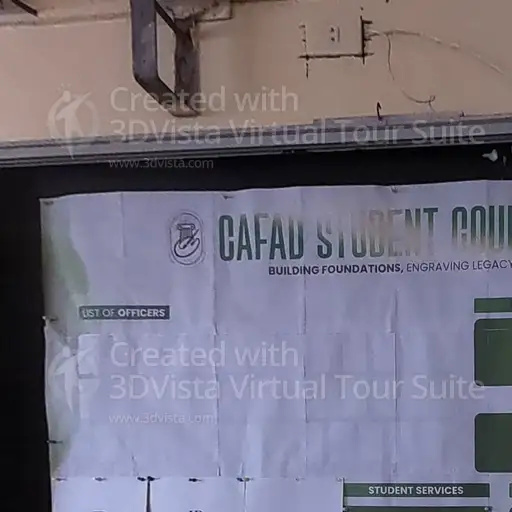 Created with
3DVista Virtual Tour Suite
www.3dvista.com
CAFAD STUDENT COU
BUILDING FOUNDATIONS, ENGRAVING LEGACY
LIST OF OFFICERS
Created with
3DVista Virtual Tour Suite
www.3dvista.com
STUDENT SERVICES